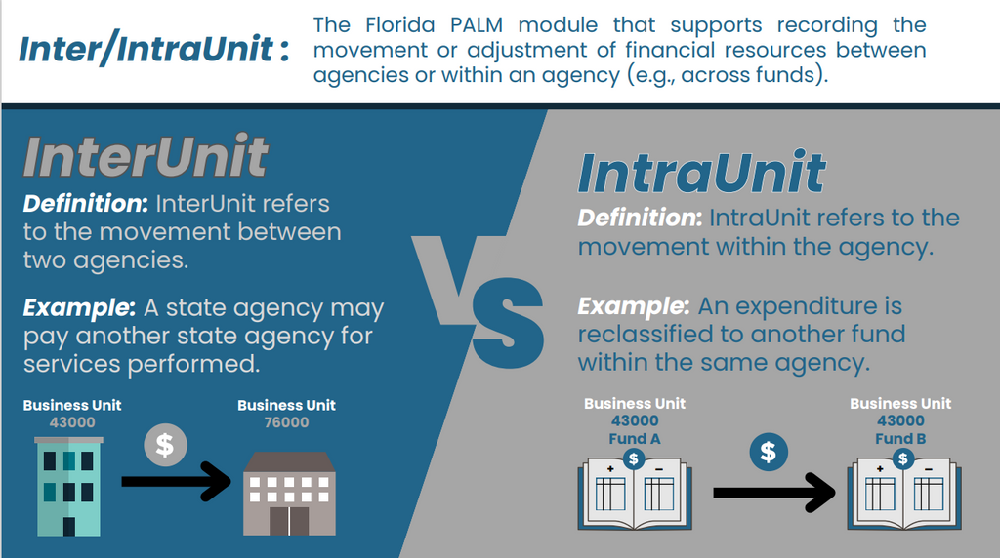 Inter/IntraUnit :
The Florida PALM module that supports recording the
movement or adjustment of financial resources between
agencies or within an agency (e.g., across funds).
InterUnit
Definition: InterUnit refers
to the movement between
two agencies.
Example: A state agency may
pay another state agency for
services performed.
Business Unit
43000
$
Business Unit
76000
VS
IntraUnit
Definition: IntraUnit refers to the
movement within the agency.
Example: An expenditure is
reclassified to another fund
within the same agency.
Business Unit
43000
Fund A
$
+ −
$
Business Unit
43000
Fund B
$
+ −